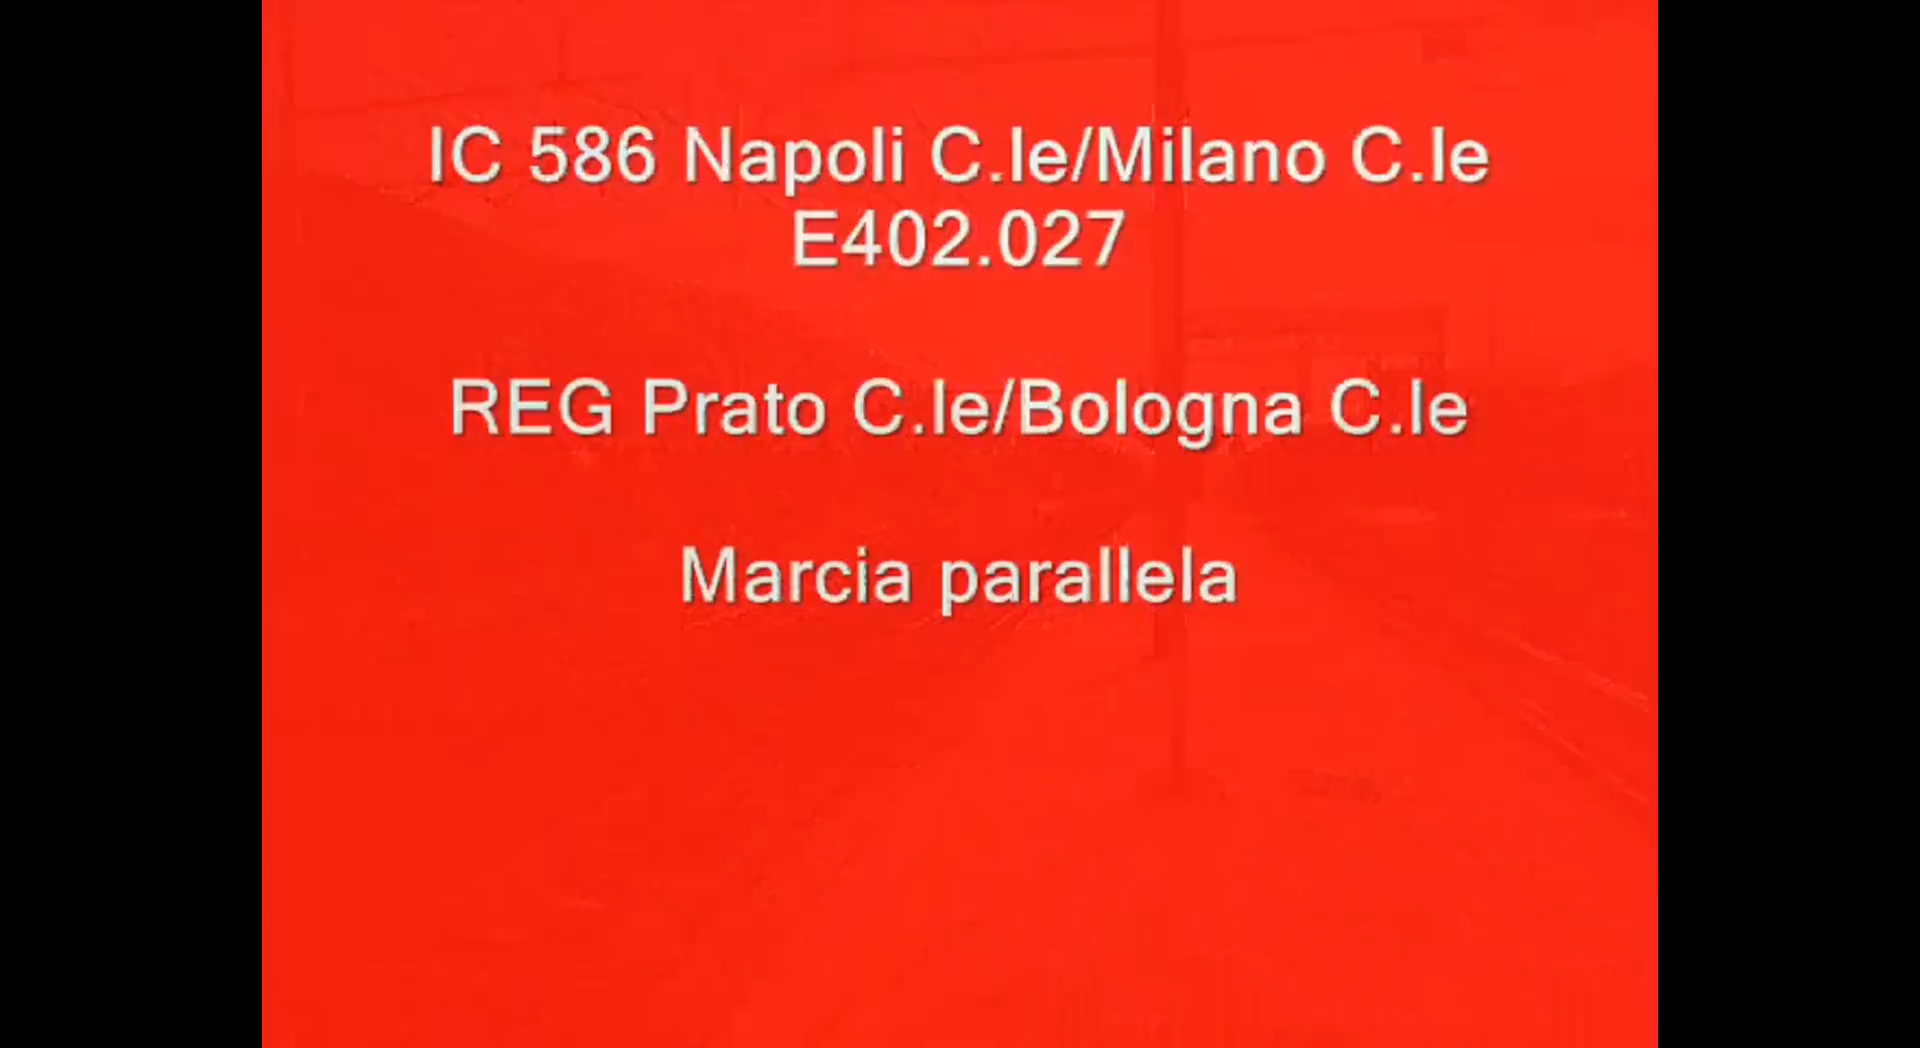 IC 586 Napoli C.le/Milano C.le
E402.027
REG Prato C.le/Bologna C.le
Marcia parallela